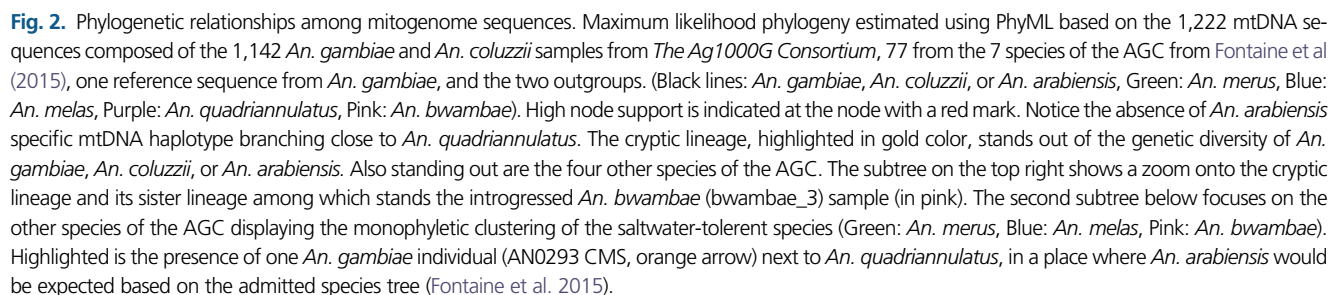 Fig. 2. Phylogenetic relationships among mitogenome sequences. Maximum likelihood phylogeny estimated using PhyML based on the 1,222 mtDNA se-
quences composed of the 1,142 An. gambiae and An. coluzzii samples from The Ag1000G Consortium, 77 from the 7 species of the AGC from Fontaine et al
(2015), one reference sequence from An. gambiae, and the two outgroups. (Black lines: An. gambiae, An. coluzzii, or An. arabiensis, Green: An. merus, Blue:
An. melas, Purple: An. quadriannulatus, Pink: An. bwambae). High node support is indicated at the node with a red mark. Notice the absence of An. arabiensis
specific mtDNA haplotype branching close to An. quadriannulatus. The cryptic lineage, highlighted in gold color, stands out of the genetic diversity of An.
gambiae, An. coluzzii, or An. arabiensis. Also standing out are the four other species of the AGC. The subtree on the top right shows a zoom onto the cryptic
lineage and its sister lineage among which stands the introgressed An. bwambae (bwambae_3) sample (in pink). The second subtree below focuses on the
other species of the AGC displaying the monophyletic clustering of the saltwater-tolerent species (Green: An. merus, Blue: An. melas, Pink: An. bwambae).
Highlighted is the presence of one An. gambiae individual (AN0293 CMS, orange arrow) next to An. quadriannulatus, in a place where An. arabiensis would
be expected based on the admitted species tree (Fontaine et al. 2015).